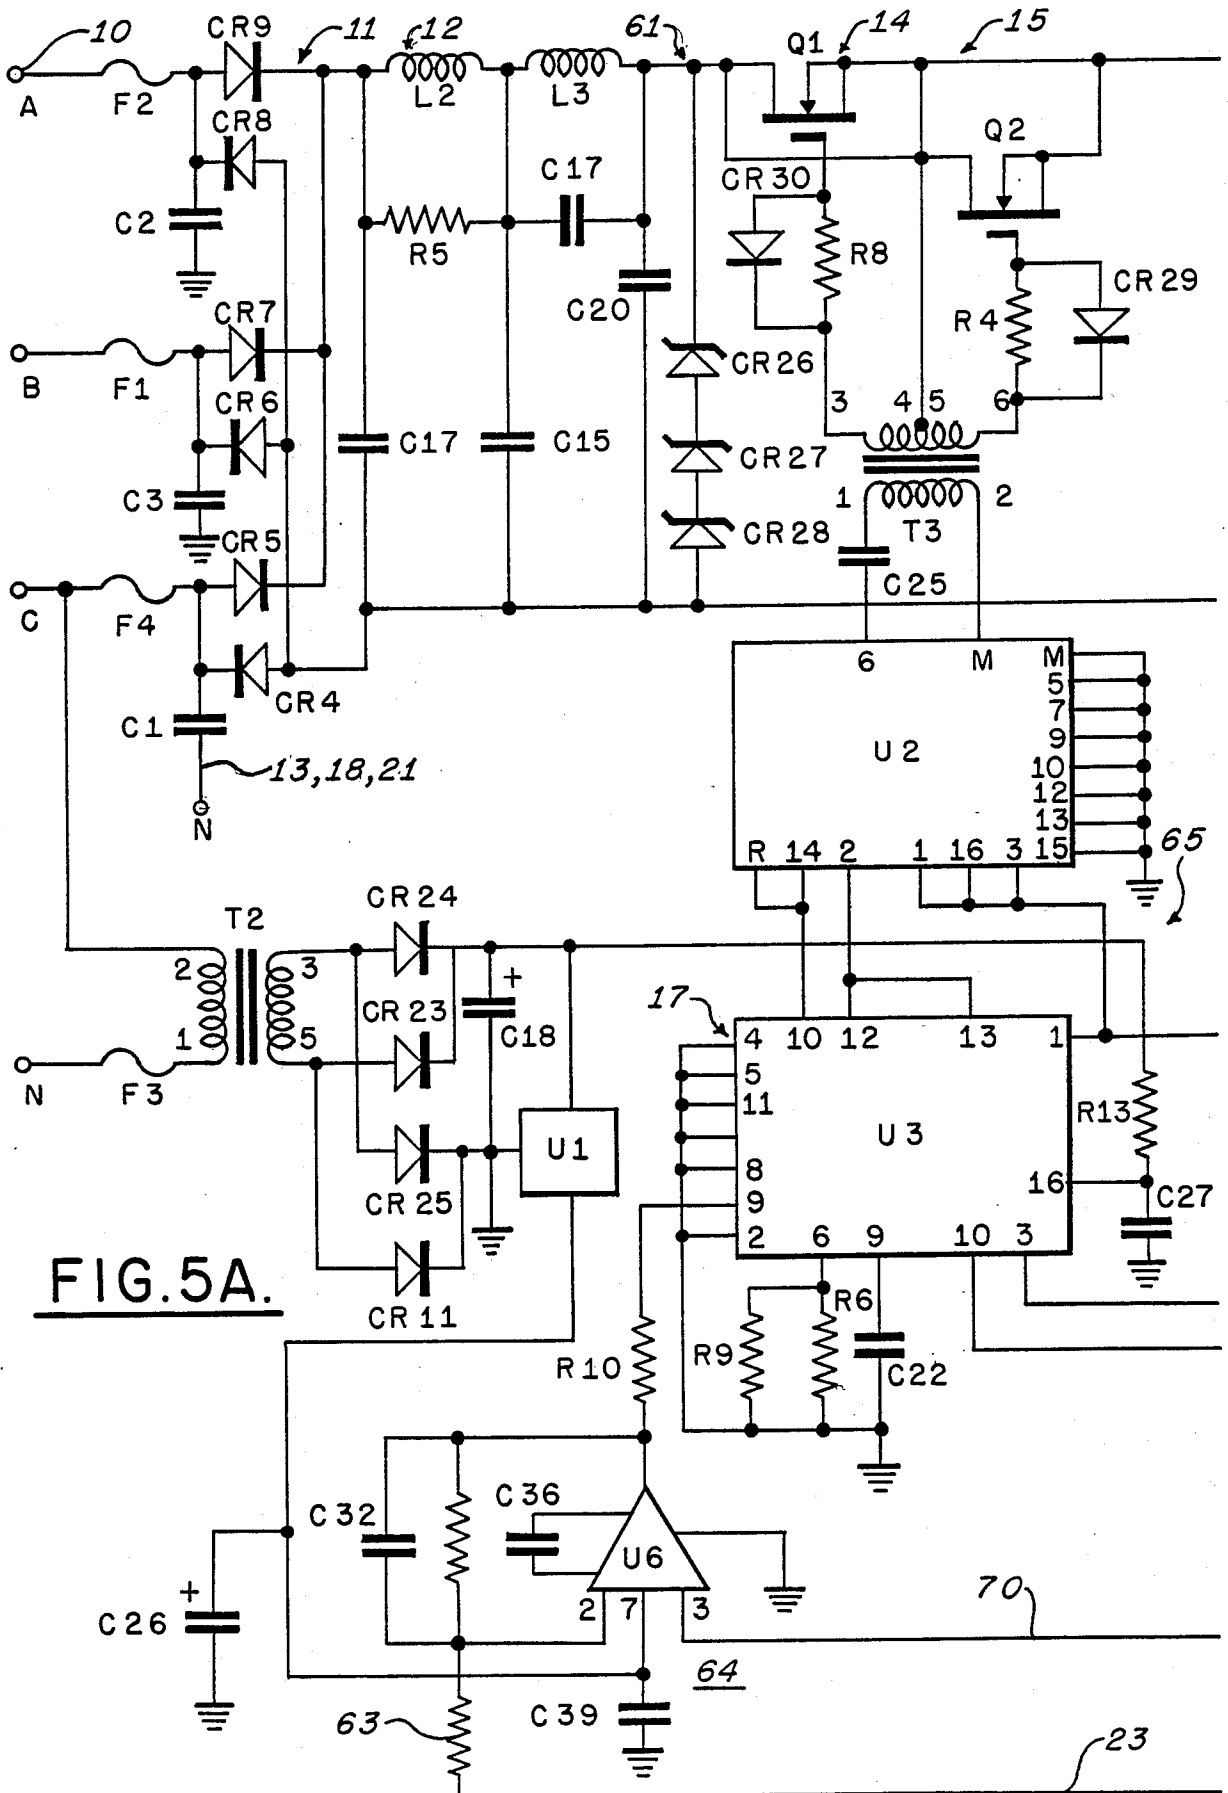 10
CR9
11
12
61
Q1
14
15
A
F2
L2
L3
CR8
Q2
C2
C17
CR30
R5
R8
C20
CR29
R4
CR7
B
F1
CR26
CR6
3
4 5
6
C17
C15
CR27
C3
1
2
CR28
T3
CR5
C25
C
F4
6
M
M
5
7
9
10
12
13
15
CR4
C1
U2
13,18,21
N
R
14
2
1
16
3
65
CR24
T2
2
3
+
17
CR23
C18
1
5
4
10
12
13
1
N
F3
5
11
R13
U1
U3
8
16
CR25
9
C27
2
6
9
10
3
FIG.5A.
CR11
R6
R9
R10
C22
C36
C32
U6
+
C26
2
7
3
70
64
63
C39
23